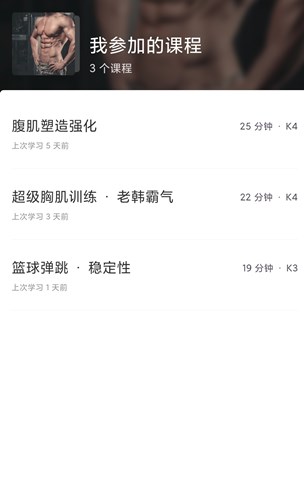 我参加的课程
3 个课程
腹肌塑造强化
25 分钟 · K4
上次学习 5 天前
超级胸肌训练 · 老韩霸气
22 分钟 · K4
上次学习 3 天前
篮球弹跳 · 稳定性
19 分钟 · K3
上次学习 1 天前